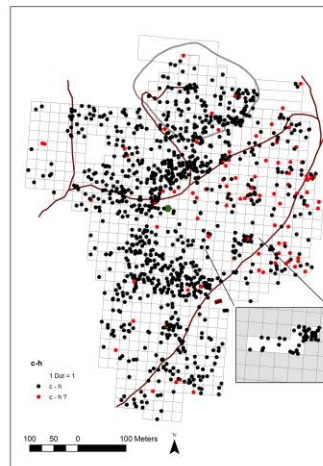 c-h
1 Dot = 1
c - h
c - h ?
100 50 0 100 Meters
N